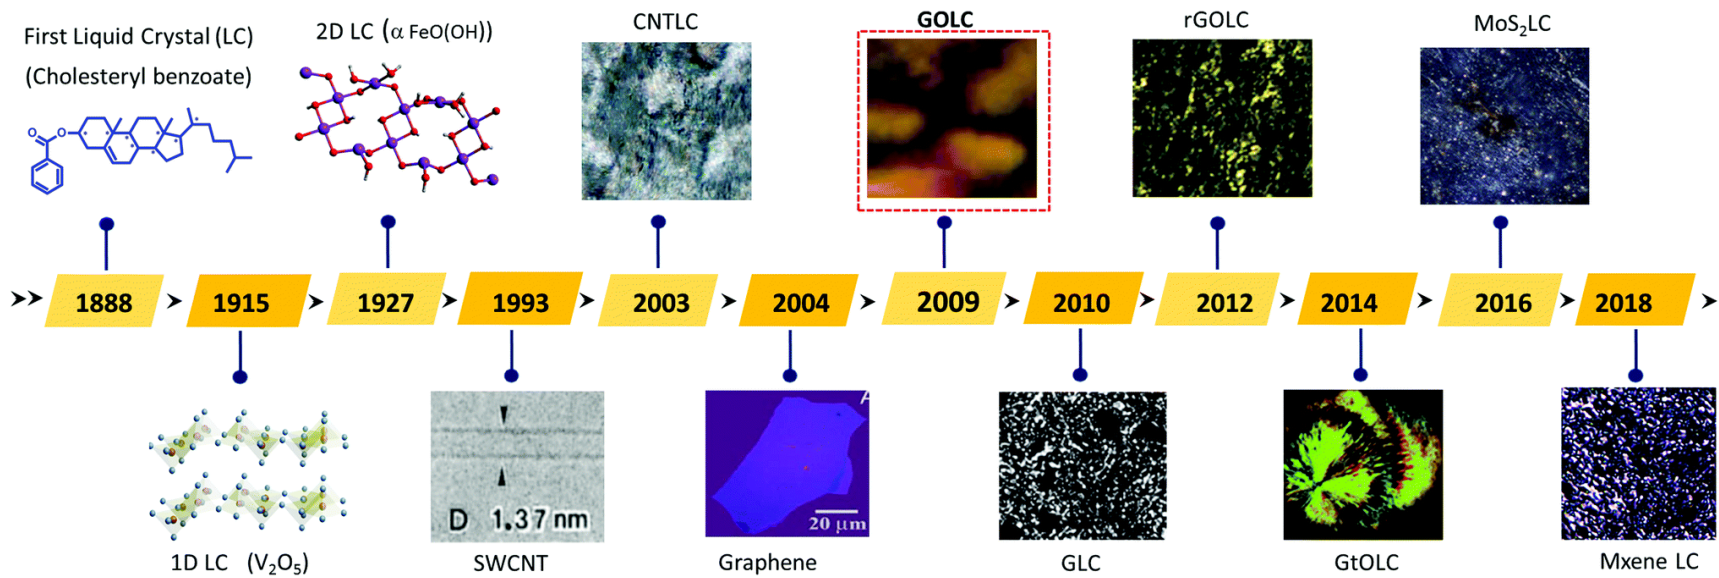 First Liquid Crystal (LC)
(Cholesteryl benzoate)
O
O
2D LC (α FeO(OH))
CNTLC
GOLC
rGOLC
MoS₂LC
1888
1915
1927
1993
2003
2004
2009
2010
2012
2014
2016
2018
1D LC (V₂O₅)
D 1.37 nm
SWCNT
A
20 μm
Graphene
GLC
GtOLC
Mxene LC